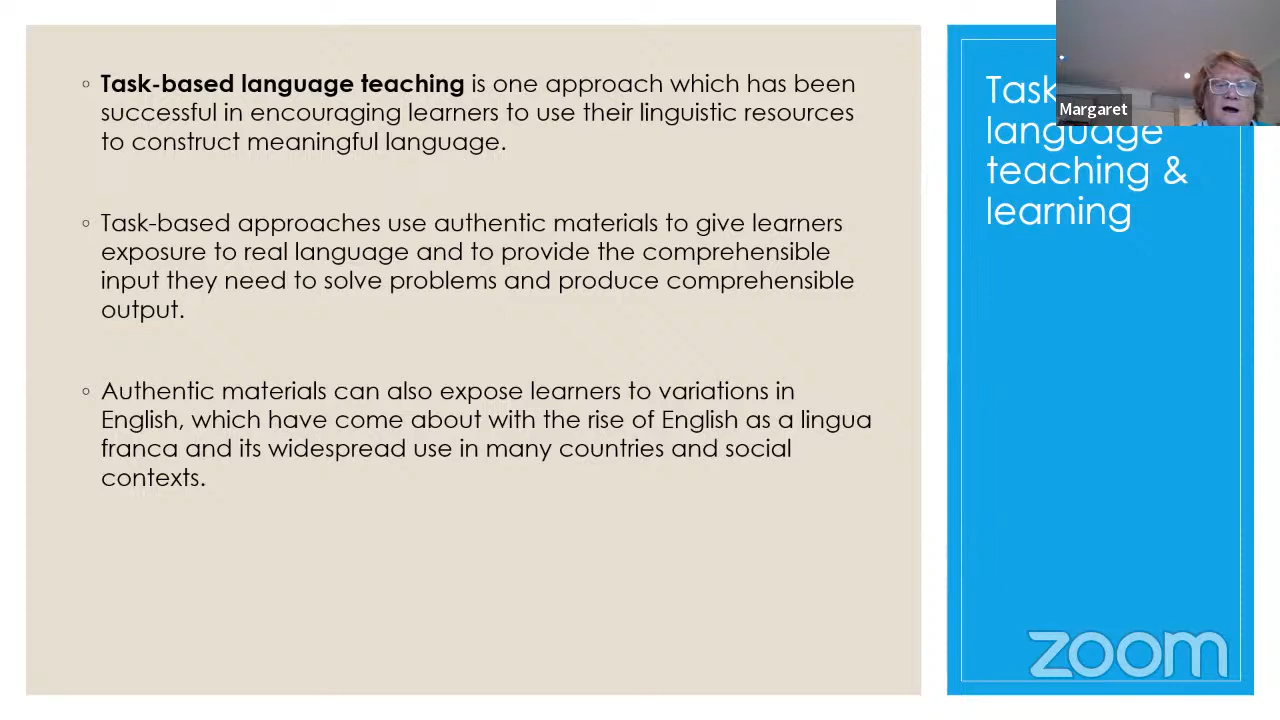 ◦ Task-based language teaching is one approach which has been
successful in encouraging learners to use their linguistic resources
to construct meaningful language.
◦ Task-based approaches use authentic materials to give learners
exposure to real language and to provide the comprehensible
input they need to solve problems and produce comprehensible
output.
◦ Authentic materials can also expose learners to variations in
English, which have come about with the rise of English as a lingua
franca and its widespread use in many countries and social
contexts.
Task
language
teaching &
learning
Margaret
zoom